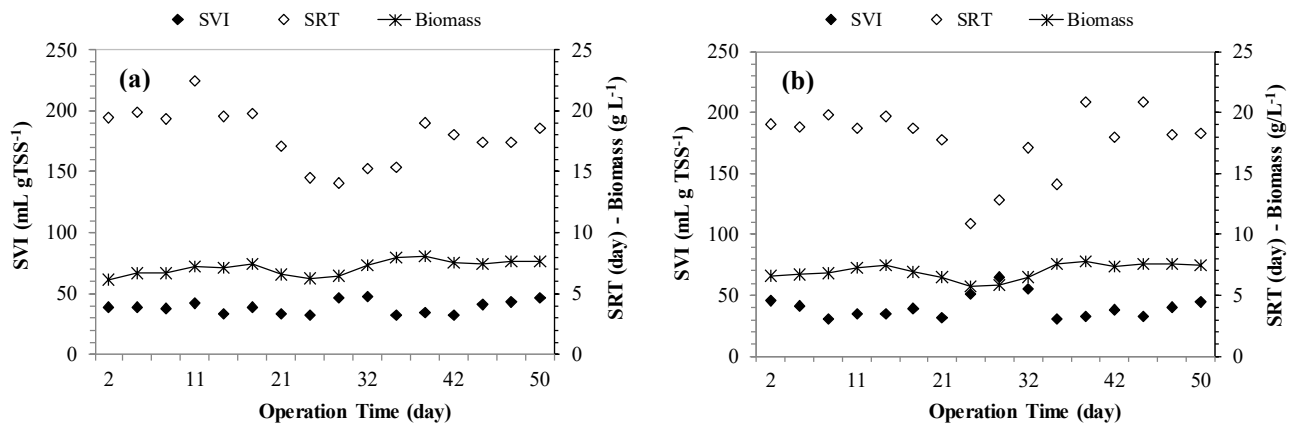 SVI SRT Biomass
(a)
250
200
150
100
50
0
SVI (mL gTSS⁻¹)
25
20
15
10
5
0
SRT (day) - Biomass (g L⁻¹)
2 11 21 32 42 50
Operation Time (day)
SVI SRT Biomass
(b)
250
200
150
100
50
0
SVI (mL g TSS⁻¹)
25
20
15
10
5
0
SRT (day) - Biomass (g/L⁻¹)
2 11 21 32 42 50
Operation Time (day)